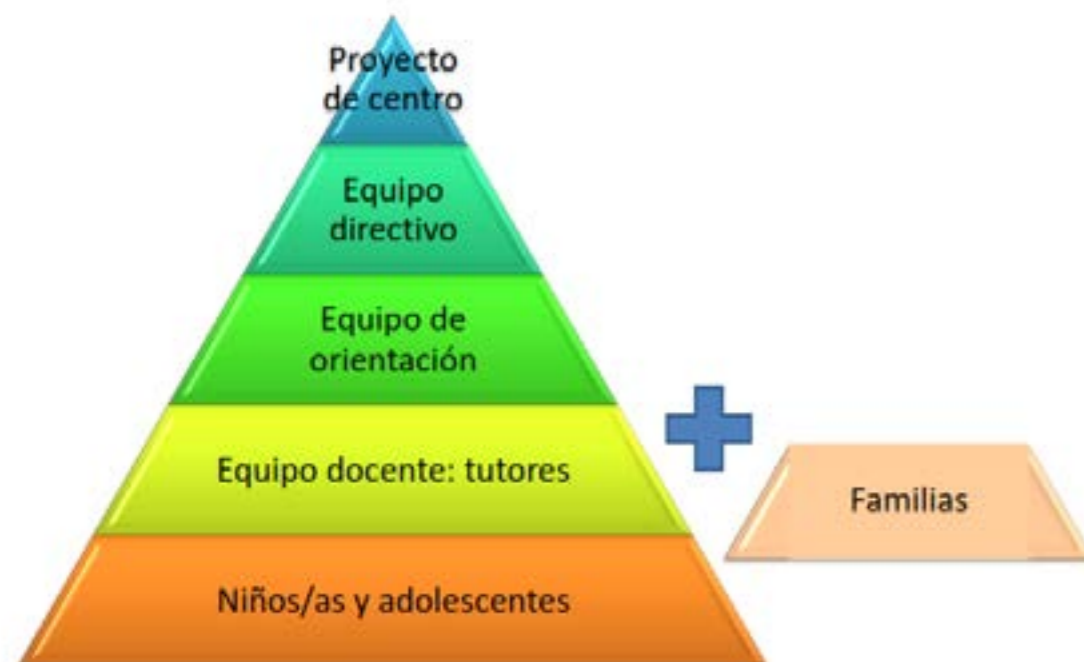 Proyecto
de centro
Equipo
directivo
Equipo de
orientación
Equipo docente: tutores
Familias
Niños/as y adolescentes